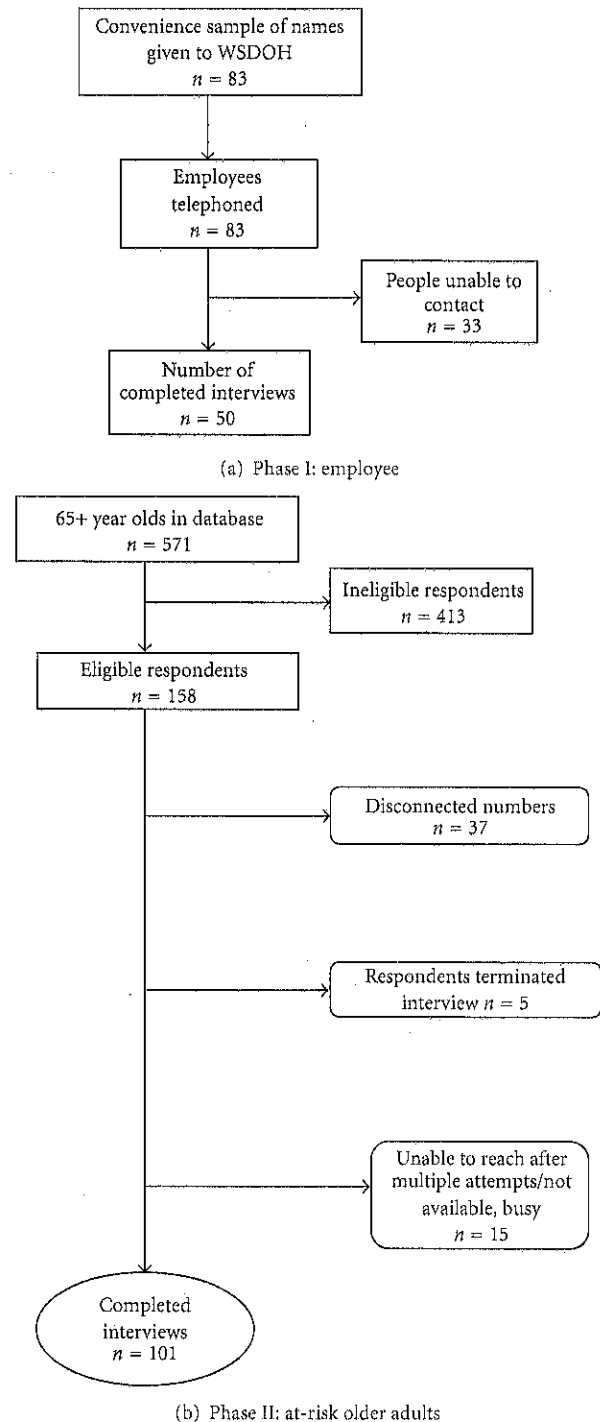 Convenience sample of names
given to WSDOH
n = 83
Employees
telephoned
n = 83
People unable to
contact
n = 33
Number of
completed interviews
n = 50
(a) Phase I: employee
65+ year olds in database
n = 571
Ineligible respondents
n = 413
Eligible respondents
n = 158
Disconnected numbers
n = 37
Respondents terminated
interview n = 5
Unable to reach after
multiple attempts/not
available, busy
n = 15
Completed
interviews
n = 101
(b) Phase II: at-risk older adults